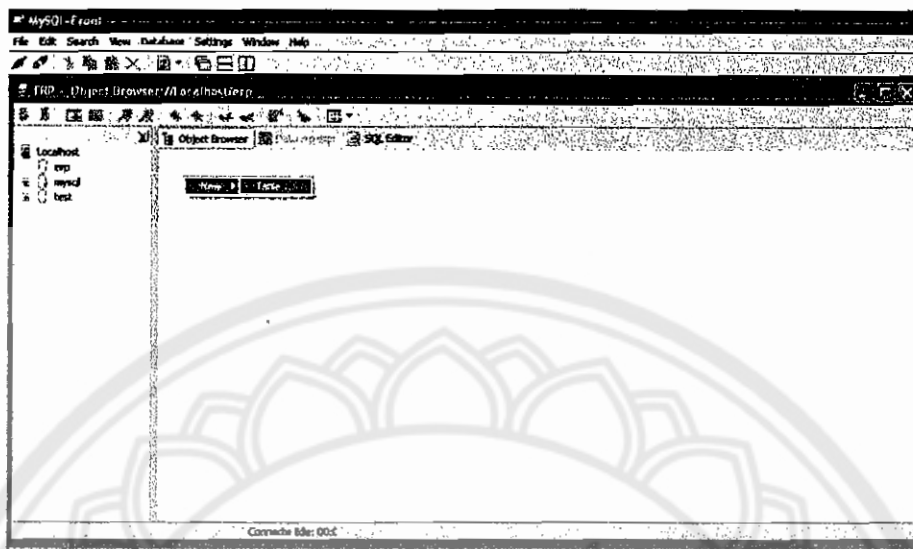 MySQL-Front
File Edit Search View Database Settings Window Help
ERP - Object Browser://Localhost/erp
Object Browser SQL Editor
Localhost
erp
mysql
test
New Table